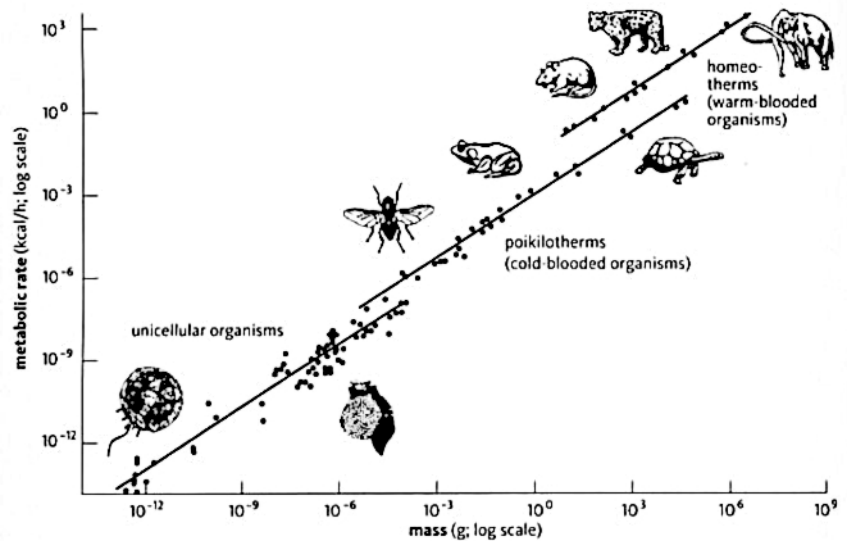 metabolic rate (kcal/h; log scale)
10³
10⁰
10⁻³
10⁻⁶
10⁻⁹
10⁻¹²
homeo-
therms
(warm-blooded
organisms)
poikilotherms
(cold-blooded organisms)
unicellular organisms
10⁻¹²
10⁻⁹
10⁻⁶
10⁻³
10⁰
10³
10⁶
10⁹
mass (g; log scale)